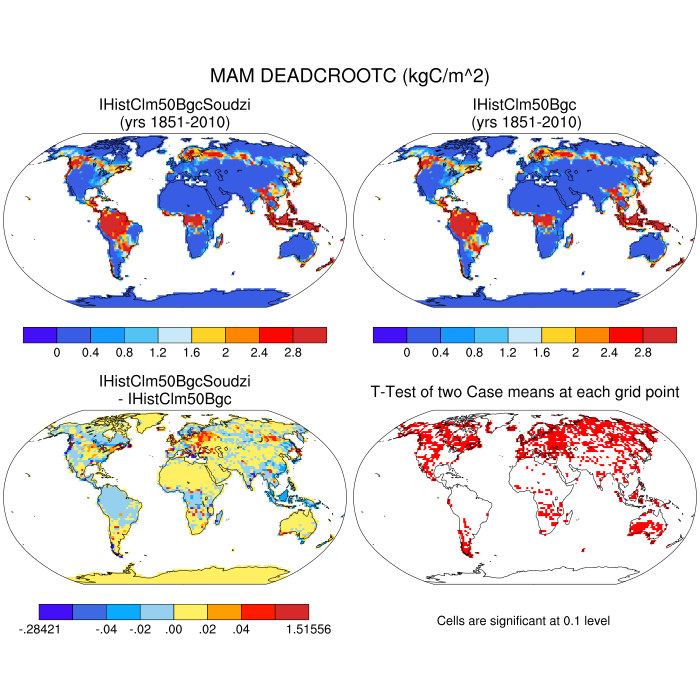 MAM DEADCROOTC (kgC/m^2)
IHistClm50BgcSoudzi
(yrs 1851-2010)
IHistClm50Bgc
(yrs 1851-2010)
0 0.4 0.8 1.2 1.6 2 2.4 2.8
0 0.4 0.8 1.2 1.6 2 2.4 2.8
IHistClm50BgcSoudzi
- IHistClm50Bgc
T-Test of two Case means at each grid point
-.28421 -.04 -.02 .00 .02 .04 1.51556
Cells are significant at 0.1 level